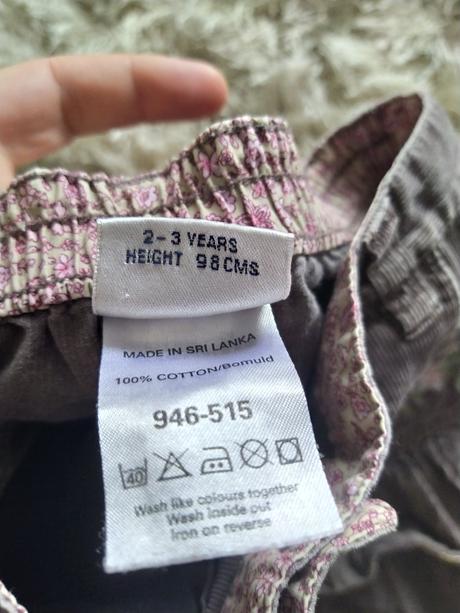 2-3 YEARS
HEIGHT 98CMS
MADE IN SRI LANKA
100% COTTON/Bomuld
946-515
40
Wash like colours together
Wash inside out
Iron on reverse